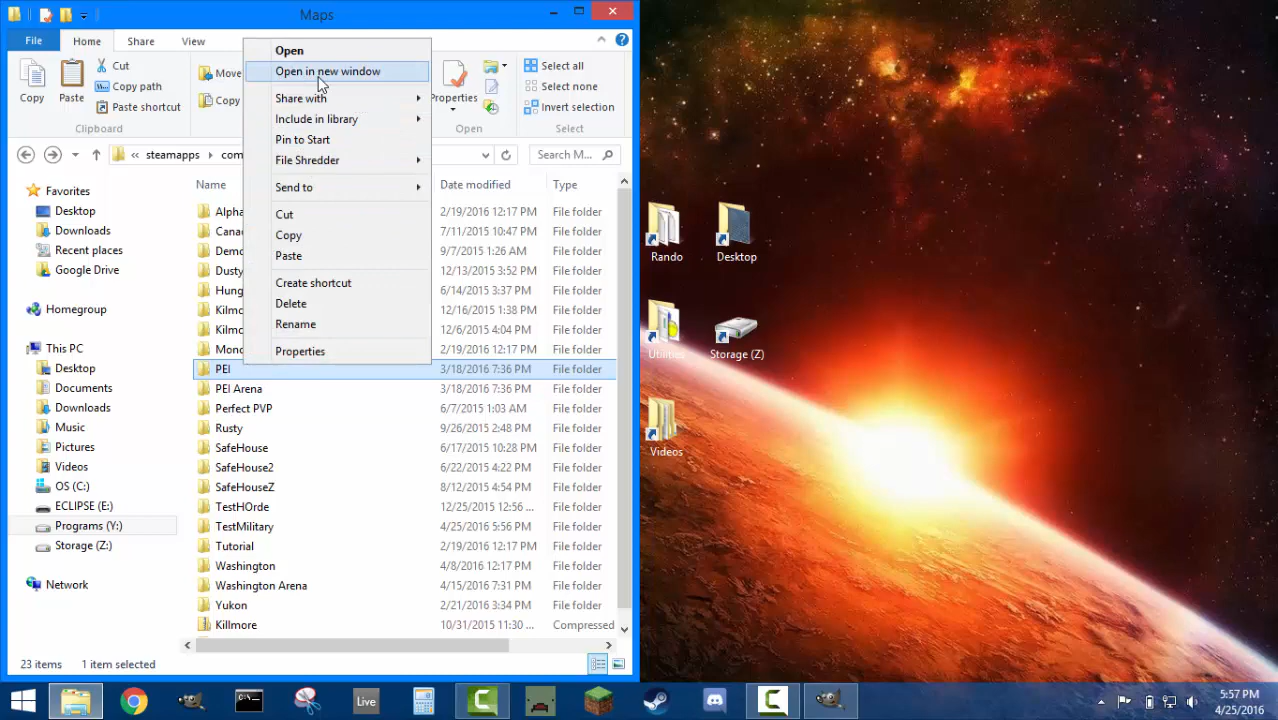 Maps
File Home Share View
Copy
Paste
Cut
Copy path
Paste shortcut
Clipboard
Move
Copy
Properties
Open
Select all
Select none
Invert selection
Select
Open
Open in new window
Share with
Include in library
Pin to Start
File Shredder
Send to
Cut
Copy
Paste
Create shortcut
Delete
Rename
Properties
« steamapps com
Search M...
Name Date modified Type
Favorites
Desktop
Downloads
Recent places
Google Drive
Homegroup
This PC
Desktop
Documents
Downloads
Music
Pictures
Videos
OS (C:)
ECLIPSE (E:)
Programs (Y:)
Storage (Z:)
Network
Alpha 2/19/2016 12:17 PM File folder
Cana 7/11/2015 10:47 PM File folder
Demo 9/7/2015 1:26 AM File folder
Dusty 12/13/2015 3:52 PM File folder
Hung 6/14/2015 3:37 PM File folder
Kilmo 12/16/2015 1:38 PM File folder
Kilmo 12/6/2015 4:04 PM File folder
Mono 2/19/2016 12:17 PM File folder
PEI 3/18/2016 7:36 PM File folder
PEI Arena 3/18/2016 7:36 PM File folder
Perfect PVP 6/7/2015 1:03 AM File folder
Rusty 9/26/2015 2:48 PM File folder
SafeHouse 6/17/2015 10:28 PM File folder
SafeHouse2 6/22/2015 4:22 PM File folder
SafeHouseZ 8/12/2015 4:54 PM File folder
TestHOrde 12/25/2015 12:56 ... File folder
TestMilitary 4/25/2016 5:56 PM File folder
Tutorial 2/19/2016 12:17 PM File folder
Washington 4/8/2016 12:17 PM File folder
Washington Arena 4/15/2016 7:31 PM File folder
Yukon 2/21/2016 3:34 PM File folder
Killmore 10/31/2015 11:30 ... Compressed
23 items 1 item selected
Rando
Desktop
Utilities
Storage (Z)
Videos
Live
5:57 PM
4/25/2016